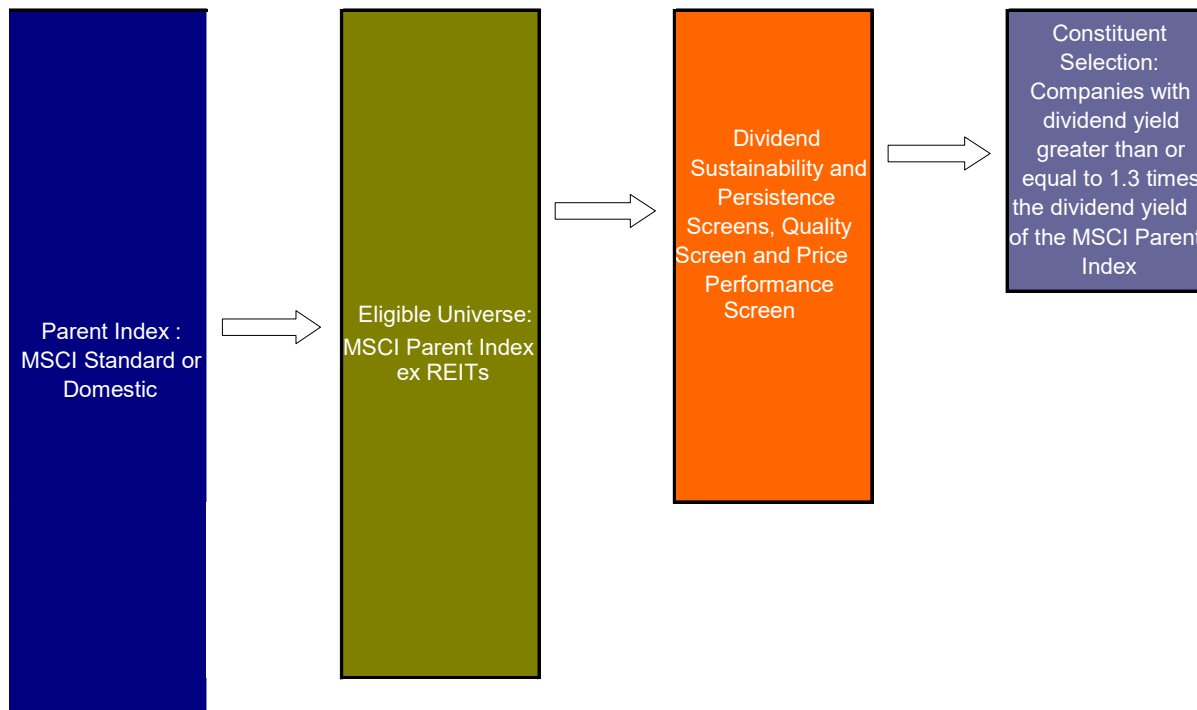 Parent Index :
MSCI Standard or
Domestic
Eligible Universe:
MSCI Parent Index
ex REITs
Dividend
Sustainability and
Persistence
Screens, Quality
Screen and Price
Performance
Screen
Constituent
Selection:
Companies with
dividend yield
greater than or
equal to 1.3 times
the dividend yield
of the MSCI Parent
Index